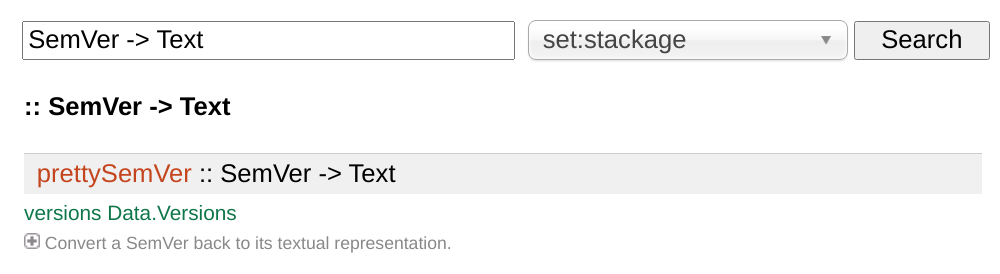 SemVer -> Text set:stackage Search
:: SemVer -> Text
prettySemVer :: SemVer -> Text
versions Data.Versions
Convert a SemVer back to its textual representation.